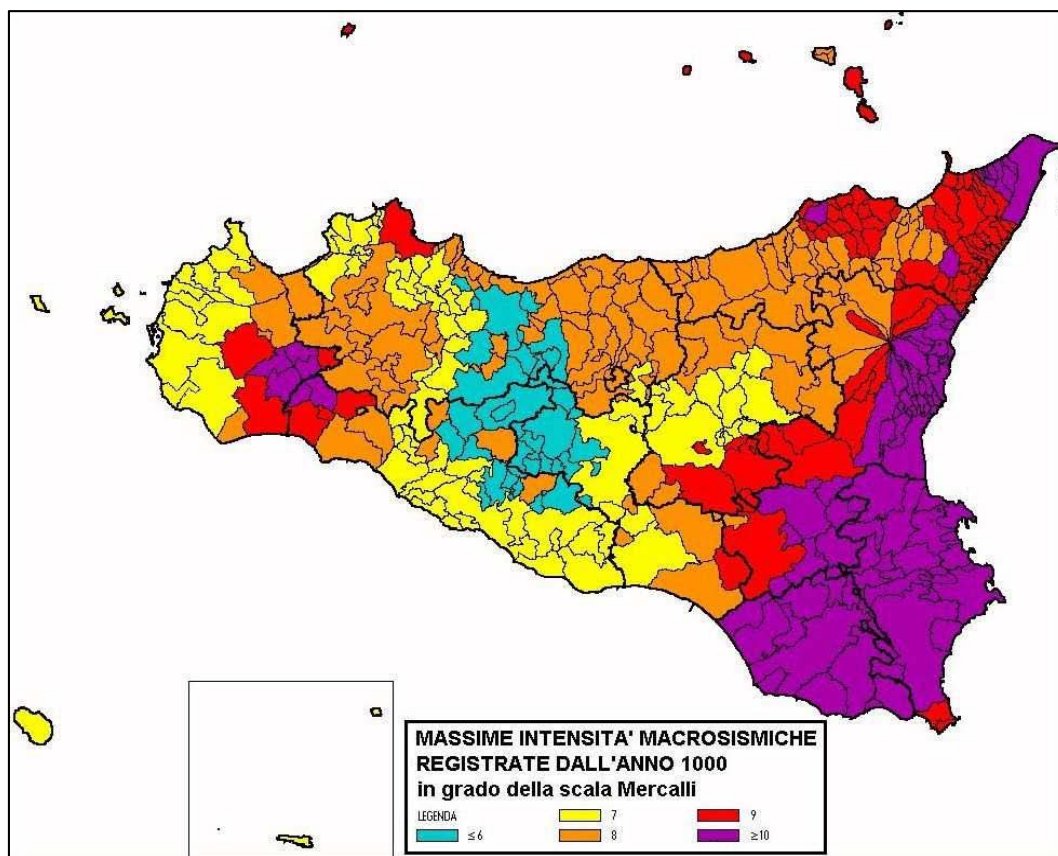 MASSIME INTENSITA' MACROSISMICHE
REGISTRATE DALL'ANNO 1000
in grado della scala Mercalli
LEGENDA
7
9
≤6
8
≥10